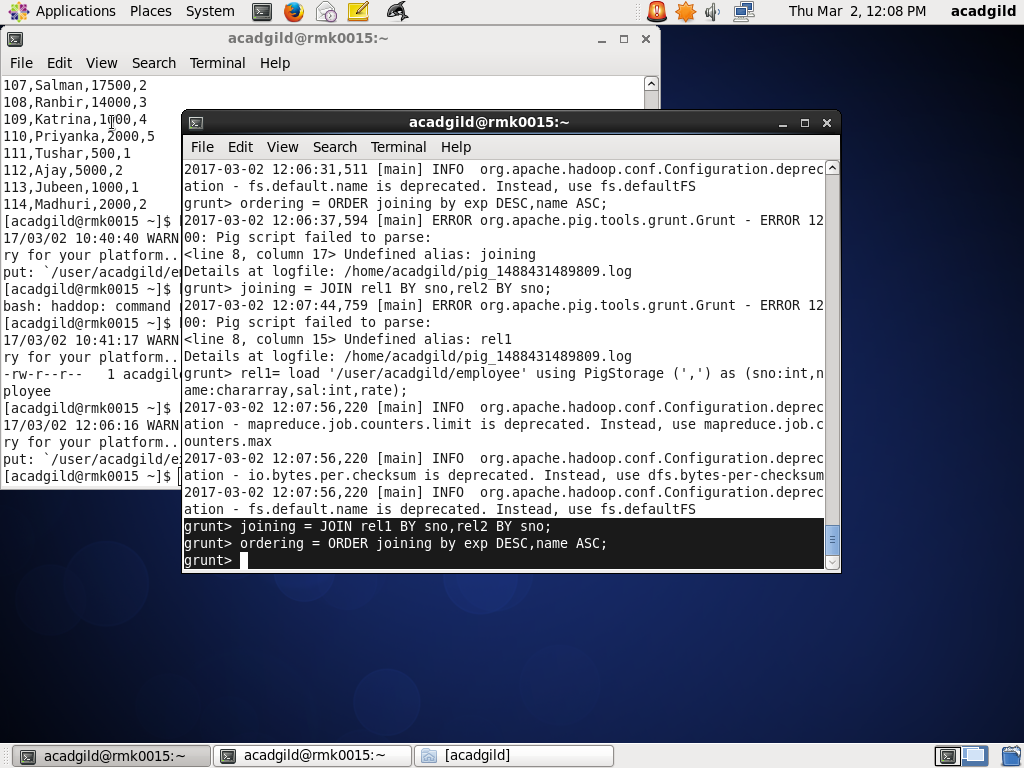 Applications Places System
Thu Mar 2, 12:08 PM acadgild
acadgild@rmk0015:~
File Edit View Search Terminal Help
107,Salman,17500,2
108,Ranbir,14000,3
109,Katrina,1000,4
110,Priyanka,2000,5
111,Tushar,500,1
112,Ajay,5000,2
113,Jubeen,1000,1
114,Madhuri,2000,2
[acadgild@rmk0015 ~]$
17/03/02 10:40:40 WARN
ry for your platform..
put: `/user/acadgild/e
[acadgild@rmk0015 ~]$
bash: haddop: command
[acadgild@rmk0015 ~]$
17/03/02 10:41:17 WARN
ry for your platform..
-rw-r--r-- 1 acadgil
ployee
[acadgild@rmk0015 ~]$
17/03/02 12:06:16 WARN
ry for your platform..
put: `/user/acadgild/e
[acadgild@rmk0015 ~]$
acadgild@rmk0015:~
File Edit View Search Terminal Help
2017-03-02 12:06:31,511 [main] INFO  org.apache.hadoop.conf.Configuration.deprec
ation - fs.default.name is deprecated. Instead, use fs.defaultFS
grunt> ordering = ORDER joining by exp DESC,name ASC;
2017-03-02 12:06:37,594 [main] ERROR org.apache.pig.tools.grunt.Grunt - ERROR 12
00: Pig script failed to parse:
<line 8, column 17> Undefined alias: joining
Details at logfile: /home/acadgild/pig_1488431489809.log
grunt> joining = JOIN rel1 BY sno,rel2 BY sno;
2017-03-02 12:07:44,759 [main] ERROR org.apache.pig.tools.grunt.Grunt - ERROR 12
00: Pig script failed to parse:
<line 8, column 15> Undefined alias: rel1
Details at logfile: /home/acadgild/pig_1488431489809.log
grunt> rel1= load '/user/acadgild/employee' using PigStorage (',') as (sno:int,n
ame:chararray,sal:int,rate);
2017-03-02 12:07:56,220 [main] INFO  org.apache.hadoop.conf.Configuration.deprec
ation - mapreduce.job.counters.limit is deprecated. Instead, use mapreduce.job.c
ounters.max
2017-03-02 12:07:56,220 [main] INFO  org.apache.hadoop.conf.Configuration.deprec
ation - io.bytes.per.checksum is deprecated. Instead, use dfs.bytes-per-checksum
2017-03-02 12:07:56,220 [main] INFO  org.apache.hadoop.conf.Configuration.deprec
ation - fs.default.name is deprecated. Instead, use fs.defaultFS
grunt> joining = JOIN rel1 BY sno,rel2 BY sno;
grunt> ordering = ORDER joining by exp DESC,name ASC;
grunt>
acadgild@rmk0015:~
acadgild@rmk0015:~
[acadgild]